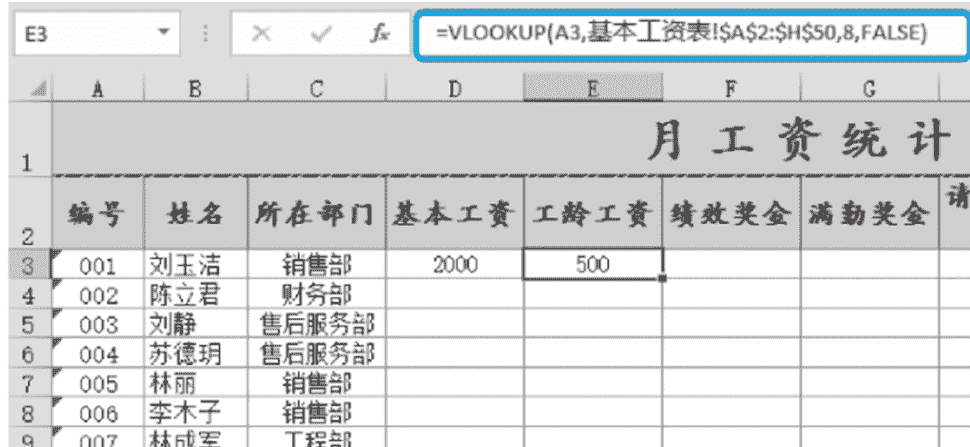 E3 fx =VLOOKUP(A3,基本工资表!$A$2:$H$50,8,FALSE)
A B C D E F G
1 月工资统计
2 编号 姓名 所在部门 基本工资 工龄工资 绩效奖金 满勤奖金 请
3 001 刘玉洁 销售部 2000 500
4 002 陈立君 财务部
5 003 刘静 售后服务部
6 004 苏德玥 售后服务部
7 005 林丽 销售部
8 006 李木子 销售部
9 007 林成军 工程部